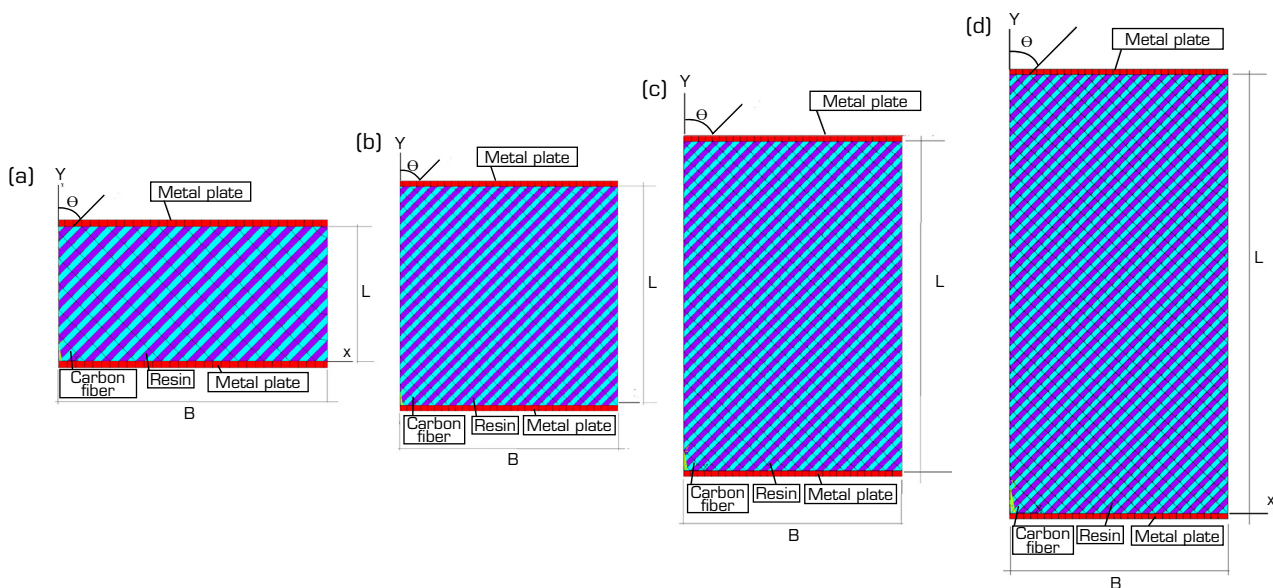 (a)
Y
Θ
Metal plate
L
x
Carbon
fiber
Resin
Metal plate
B
(b)
Y
Θ
Metal plate
L
Carbon
fiber
Resin
Metal plate
B
(c)
Y
Θ
Metal plate
L
Carbon
fiber
Resin
Metal plate
B
(d)
Y
Θ
Metal plate
L
x
Carbon
fiber
Resin
Metal plate
B